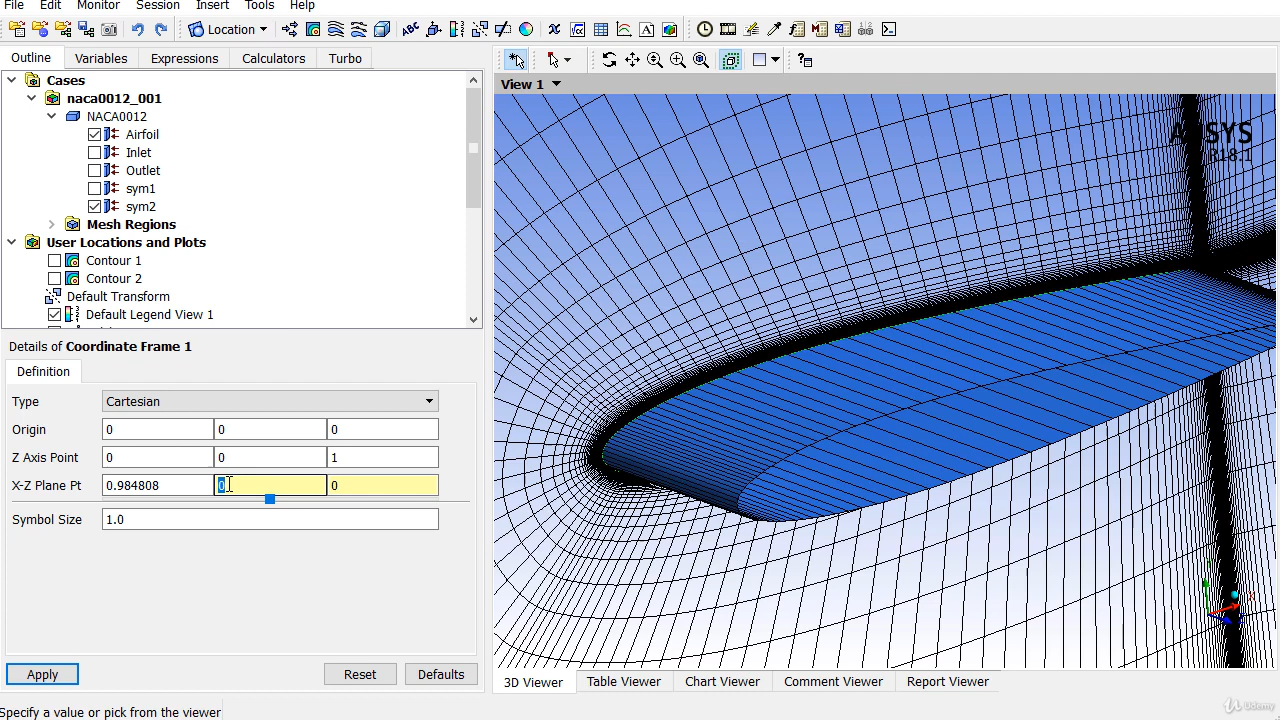 File Edit Monitor Session Insert Tools Help
Location
Outline Variables Expressions Calculators Turbo
Cases
naca0012_001
NACA0012
Airfoil
Inlet
Outlet
sym1
sym2
Mesh Regions
User Locations and Plots
Contour 1
Contour 2
Default Transform
Default Legend View 1
Details of Coordinate Frame 1
Definition
Type Cartesian
Origin 0 0 0
Z Axis Point 0 0 1
X-Z Plane Pt 0.984808 0 0
Symbol Size 1.0
Apply Reset Defaults
View 1
R18.1
3D Viewer Table Viewer Chart Viewer Comment Viewer Report Viewer
Specify a value or pick from the viewer
Udemy